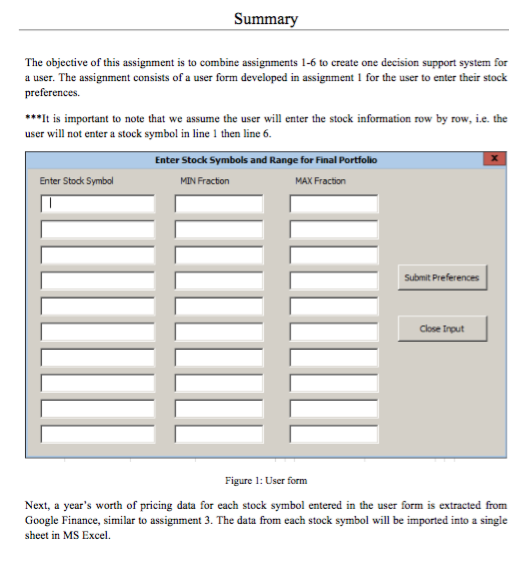 Summary
The objective of this assignment is to combine assignments 1-6 to create one decision support system for
a user. The assignment consists of a user form developed in assignment 1 for the user to enter their stock
preferences.
***It is important to note that we assume the user will enter the stock information row by row, i.e. the
user will not enter a stock symbol in line 1 then line 6.
Enter Stock Symbols and Range for Final Portfolio x
Enter Stock Symbol MIN Fraction MAX Fraction
Submit Preferences
Close Input
Figure 1: User form
Next, a year's worth of pricing data for each stock symbol entered in the user form is extracted from
Google Finance, similar to assignment 3. The data from each stock symbol will be imported into a single
sheet in MS Excel.